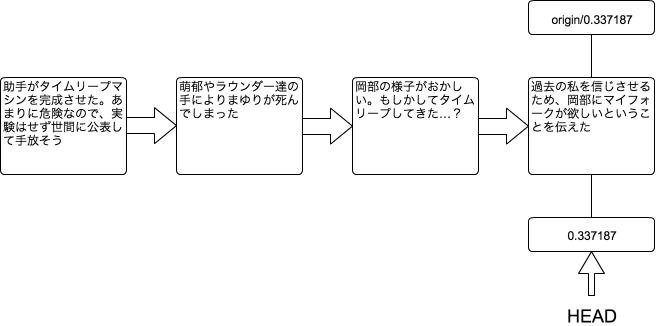 origin/0.337187
助手がタイムリープマ
シンを完成させた。あ
まりに危険なので、実
験はせず世間に公表し
て手放そう
萌郁やラウンダー達の
手によりまゆりが死ん
でしまった
岡部の様子がおかし
い。もしかしてタイム
リープしてきた…？
過去の私を信じさせる
ため、岡部にマイフォ
ークが欲しいというこ
とを伝えた
0.337187
HEAD